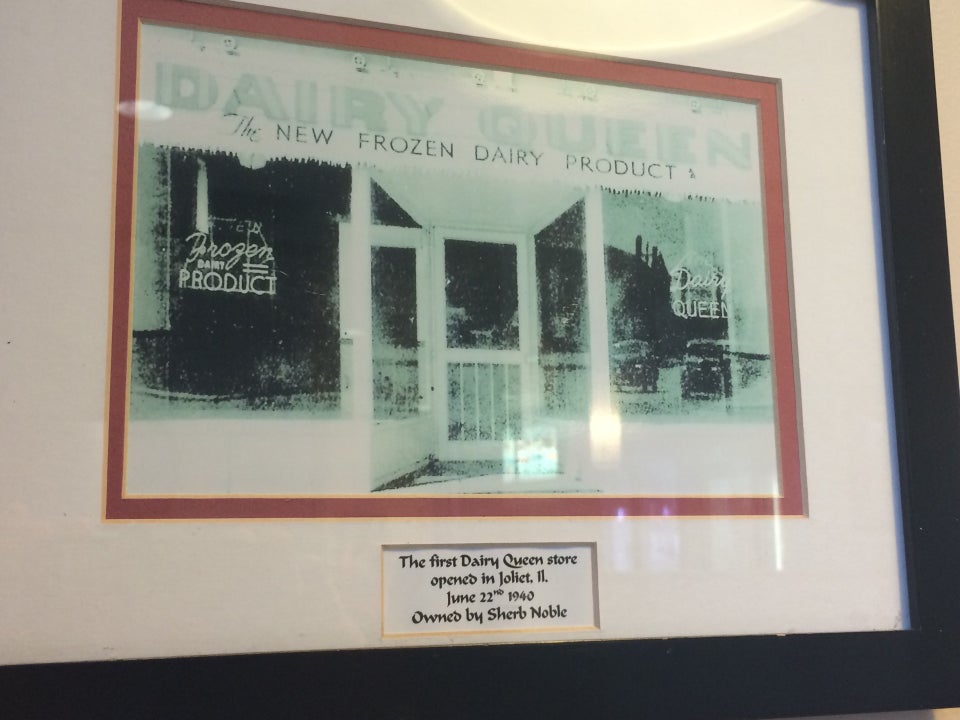 DAIRY QUEEN
The NEW FROZEN DAIRY PRODUCT
Frozen
DAIRY
PRODUCT
Dairy
QUEEN
The first Dairy Queen store
opened in Joliet, Il.
June 22nd 1940
Owned by Sherb Noble